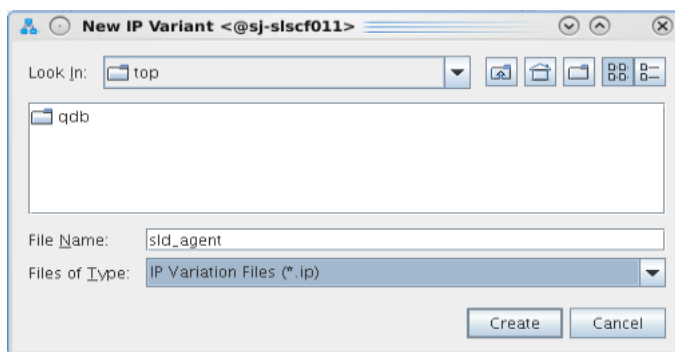 New IP Variant <@sj-slscf011>
Look In: top
qdb
File Name: sld_agent
Files of Type: IP Variation Files (*.ip)
Create Cancel